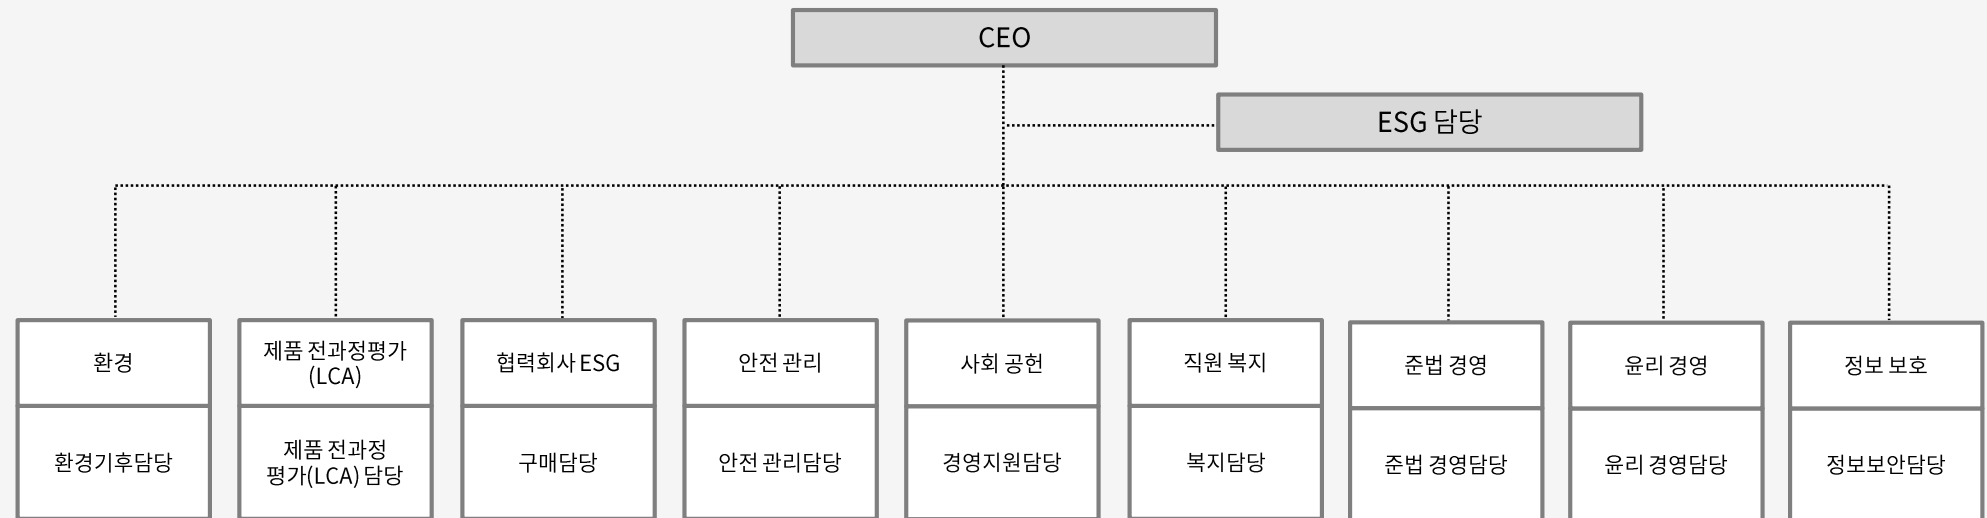 CEO
ESG 담당
환경
제품 전과정평가
(LCA)
협력회사 ESG
안전 관리
사회 공헌
직원 복지
준법 경영
윤리 경영
정보 보호
환경기후담당
제품 전과정
평가(LCA) 담당
구매담당
안전 관리담당
경영지원담당
복지담당
준법 경영담당
윤리 경영담당
정보보안담당